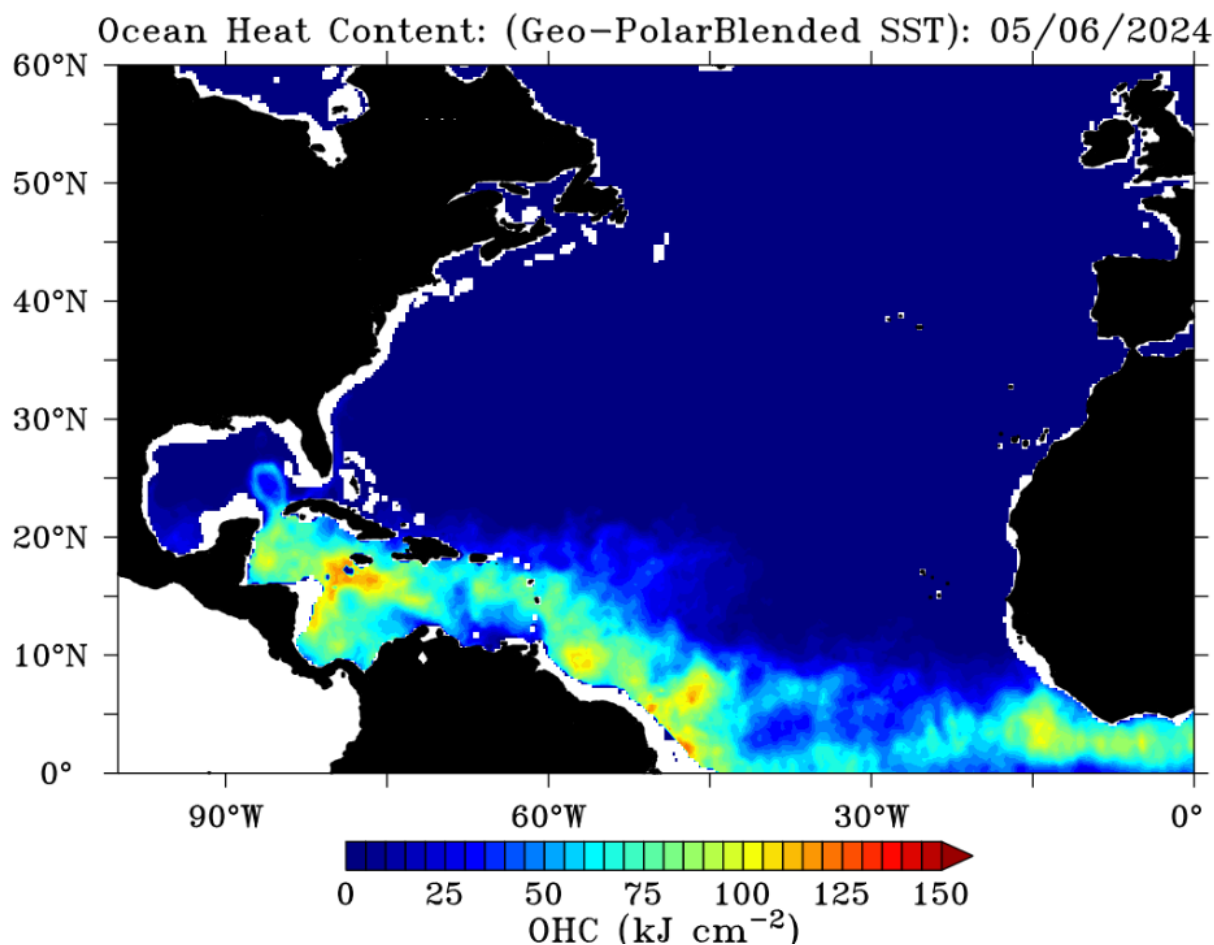 Ocean Heat Content: (Geo−PolarBlended SST): 05/06/2024
60°N
50°N
40°N
30°N
20°N
10°N
0°
90°W 60°W 30°W 0°
0 25 50 75 100 125 150
OHC (kJ cm⁻²)